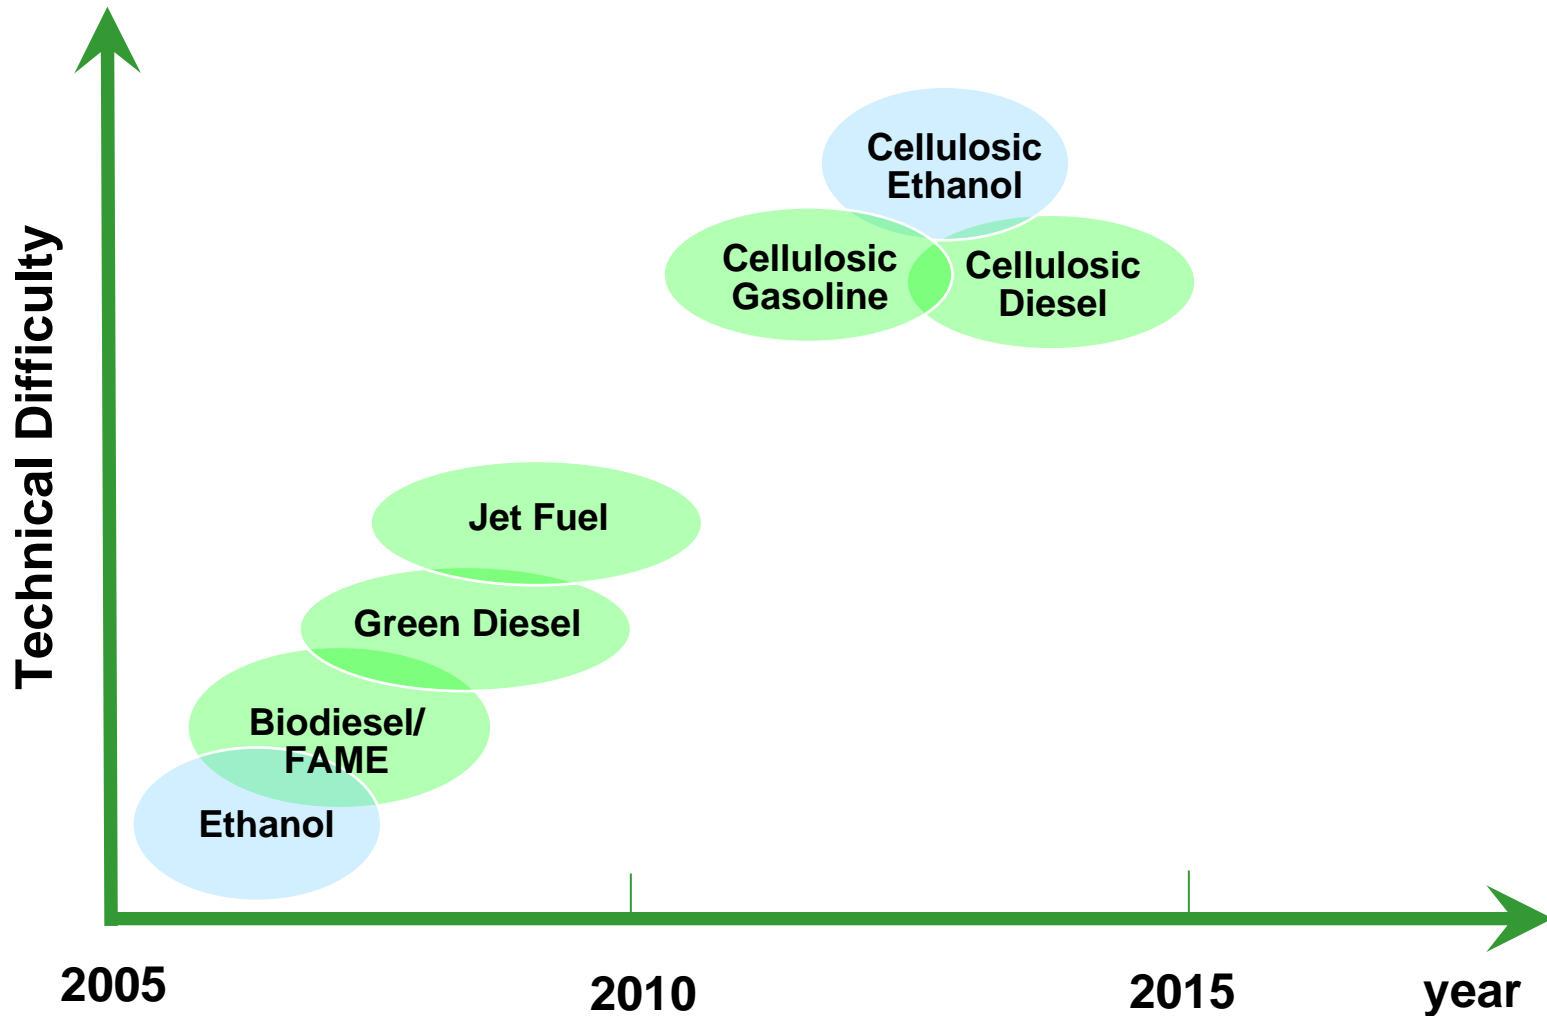 Technical Difficulty
Cellulosic
Ethanol
Cellulosic
Gasoline
Cellulosic
Diesel
Jet Fuel
Green Diesel
Biodiesel/
FAME
Ethanol
2005
2010
2015
year